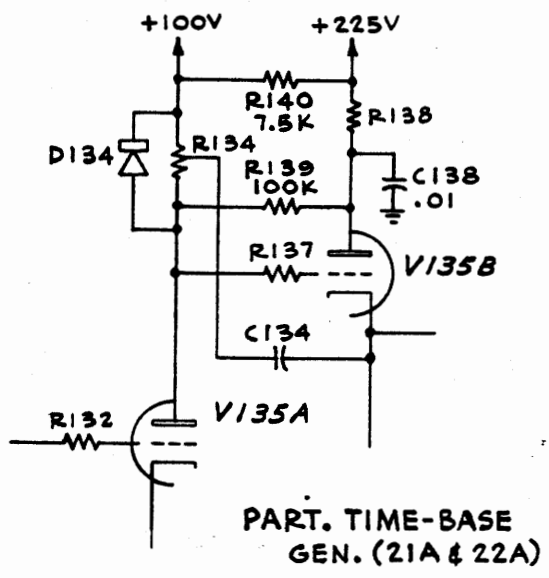 +100V
+225V
R140
7.5K
R138
D134
R134
R139
100K
C138
.01
R137
V135B
C134
R132
V135A
PART. TIME-BASE
GEN. (21A & 22A)